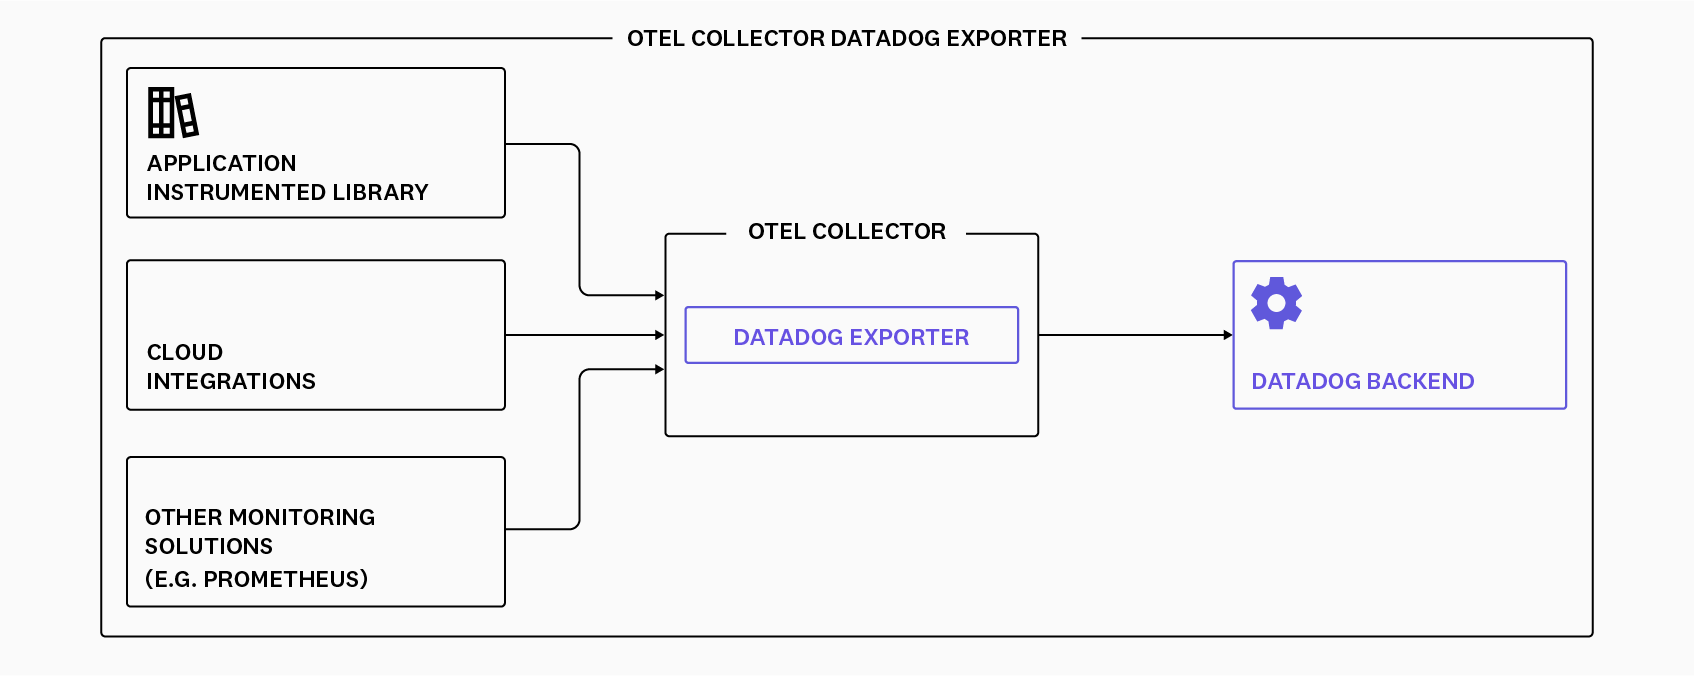 OTEL COLLECTOR DATADOG EXPORTER
APPLICATION
INSTRUMENTED LIBRARY
CLOUD
INTEGRATIONS
OTHER MONITORING
SOLUTIONS
(E.G. PROMETHEUS)
OTEL COLLECTOR
DATADOG EXPORTER
DATADOG BACKEND